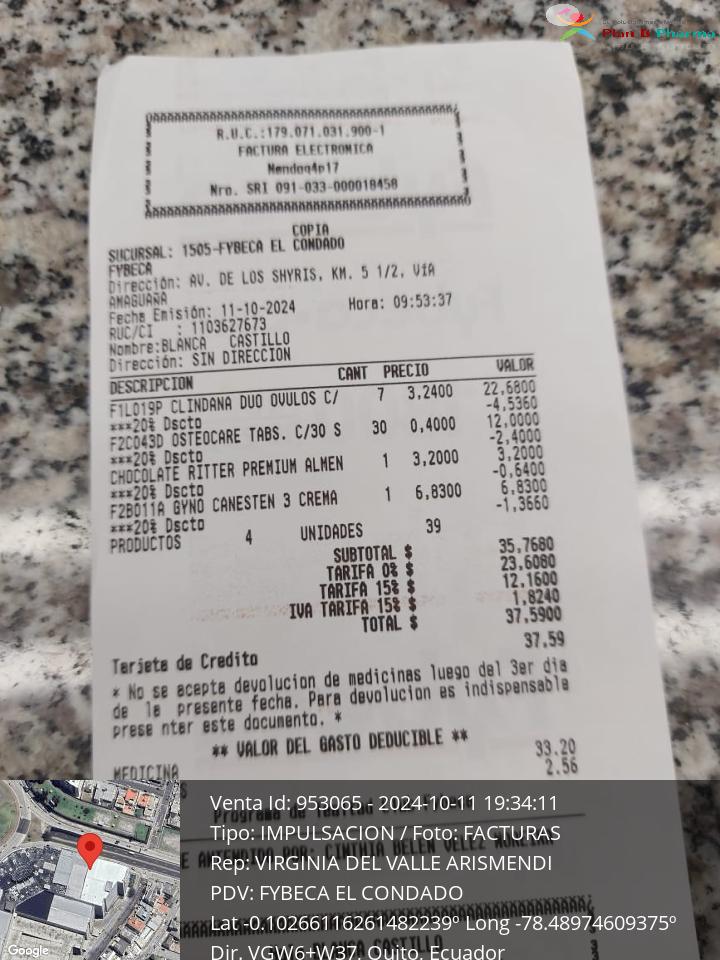 Plan B Pharma
R.U.C.:179.071.031.900-1
FACTURA ELECTRONICA
Mendoq4p17
Nro. SRI 091-033-000018458
COPIA
SUCURSAL: 1505-FYBECA EL CONDADO
FYBECA
Dirección: AV. DE LOS SHYRIS, KM. 5 1/2, VíA
AMAGUAÑA
Fecha Emisión: 11-10-2024 Hora: 09:53:37
RUC/CI : 1103627673
Nombre:BLANCA CASTILLO
Dirección: SIN DIRECCION
DESCRIPCION CANT PRECIO VALOR
F1L019P CLINDANA DUO OVULOS C/ 7 3,2400 22,6800
***20% Dscto -4,5360
F2C043D OSTEOCARE TABS. C/30 S 30 0,4000 12,0000
***20% Dscto -2,4000
CHOCOLATE RITTER PREMIUM ALMEN 1 3,2000 3,2000
***20% Dscto -0,6400
F2B011A GYNO CANESTEN 3 CREMA 1 6,8300 6,8300
***20% Dscto -1,3660
PRODUCTOS 4 UNIDADES 39
SUBTOTAL $ 35,7680
TARIFA 0% $ 23,6080
TARIFA 15% $ 12,1600
IVA TARIFA 15% $ 1,8240
TOTAL $ 37,5900
37,59
Tarjeta de Credito
* No se acepta devolucion de medicinas luego del 3er dia
de la presente fecha. Para devolucion es indispensable
prese ntar este documento. *
** VALOR DEL GASTO DEDUCIBLE **
MEDICINA 33.20
2.56
ATENDIDO POR: CINTHIA BELEN VELEZ
CASTILLO
Venta Id: 953065 - 2024-10-11 19:34:11
Tipo: IMPULSACION / Foto: FACTURAS
Rep: VIRGINIA DEL VALLE ARISMENDI
PDV: FYBECA EL CONDADO
Lat -0.10266116261482239º Long -78.48974609375º
Dir. VGW6+W37, Quito, Ecuador
Google